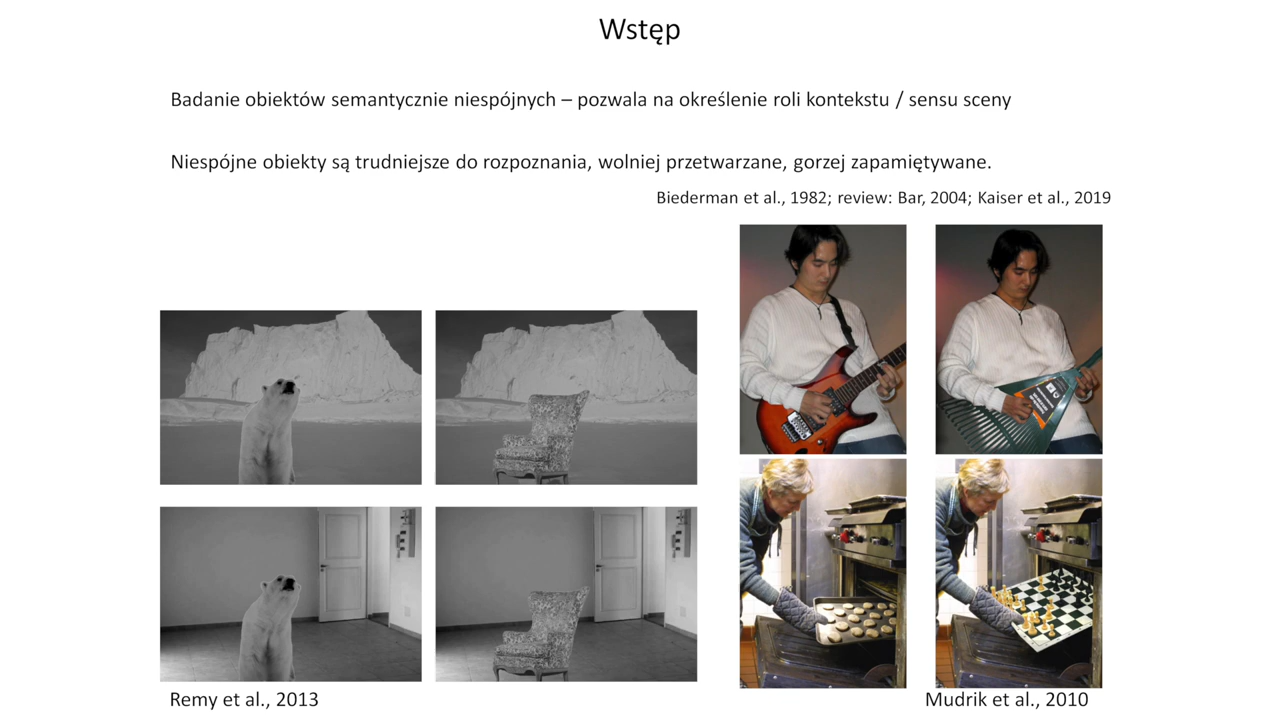 Wstęp
Badanie obiektów semantycznie niespójnych – pozwala na określenie roli kontekstu / sensu sceny
Niespójne obiekty są trudniejsze do rozpoznania, wolniej przetwarzane, gorzej zapamiętywane.
Biederman et al., 1982; review: Bar, 2004; Kaiser et al., 2019
Remy et al., 2013
Mudrik et al., 2010